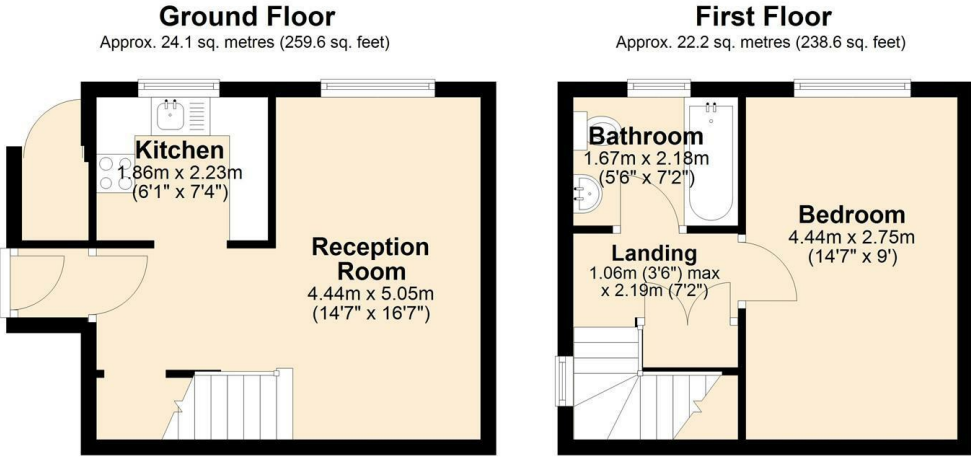 Ground Floor
Approx. 24.1 sq. metres (259.6 sq. feet)
Kitchen
1.86m x 2.23m
(6'1" x 7'4")
Reception
Room
4.44m x 5.05m
(14'7" x 16'7")
First Floor
Approx. 22.2 sq. metres (238.6 sq. feet)
Bathroom
1.67m x 2.18m
(5'6" x 7'2")
Landing
1.06m (3'6") max
x 2.19m (7'2")
Bedroom
4.44m x 2.75m
(14'7" x 9')